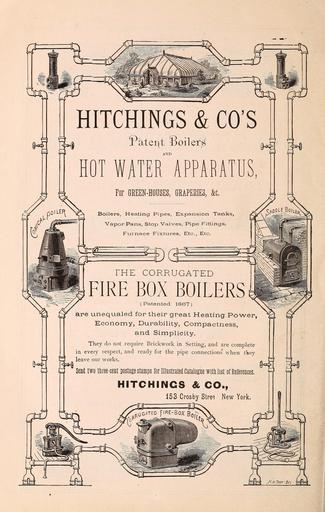 HITCHINGS & CO'S
Patent Boilers
AND
HOT WATER APPARATUS,
For GREEN-HOUSES, GRAPERIES, &c.
Boilers, Heating Pipes, Expansion Tanks,
Vapor Pans, Stop Valves, Pipe Fittings,
Furnace Fixtures, Etc., Etc.
CONICAL BOILER
SADDLE BOILER
THE CORRUGATED
FIRE BOX BOILERS
(Patented 1867)
are unequaled for their great Heating Power,
Economy, Durability, Compactness,
and Simplicity.
They do not require Brickwork in Setting, and are complete
in every respect, and ready for the pipe connections when they
leave our works.
Send two three-cent postage stamps for Illustrated Catalogue with list of References.
HITCHINGS & CO.,
153 Crosby Stree New York.
CORRUGATED FIRE-BOX BOILER